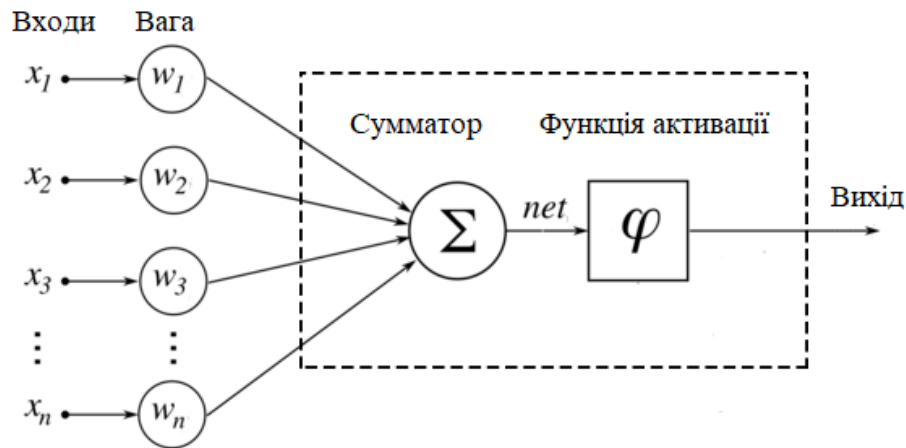 Входи Вага
x1 w1
Сумматор Функція активації
x2 w2
Вихід
net
Σ φ
x3 w3
xn wn